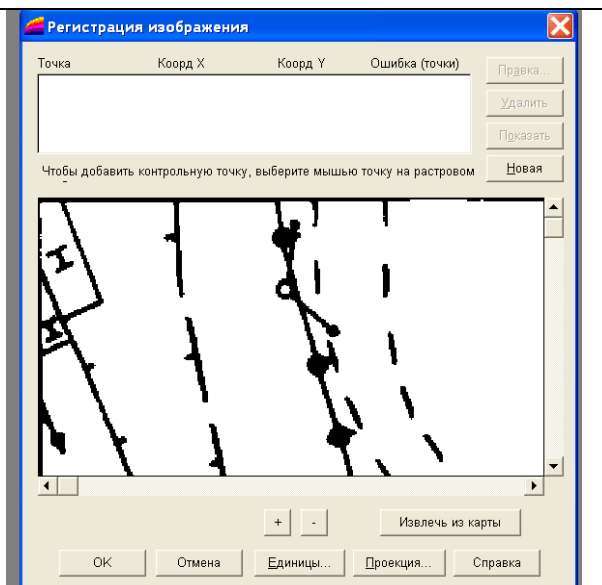 Регистрация изображения
Точка Коорд X Коорд Y Ошибка (точки)
Правка...
Удалить
Показать
Чтобы добавить контрольную точку, выберите мышью точку на растровом
Новая
Н
+ - Извлечь из карты
OK Отмена Единицы... Проекция... Справка